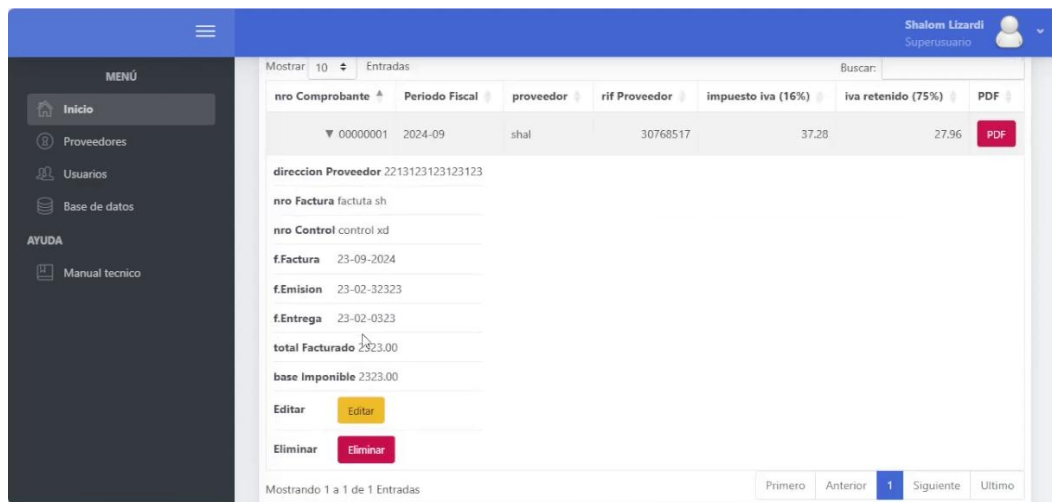 Shalom Lizardi
Superusuario
MENÚ
Inicio
Proveedores
Usuarios
Base de datos
AYUDA
Manual tecnico
Mostrar 10 Entradas
Buscar:
nro Comprobante Periodo Fiscal proveedor rif Proveedor impuesto iva (16%) iva retenido (75%) PDF
▼ 00000001 2024-09 shal 30768517 37.28 27.96 PDF
direccion Proveedor 2213123123123123
nro Factura factuta sh
nro Control control xd
f.Factura 23-09-2024
f.Emision 23-02-32323
f.Entrega 23-02-0323
total Facturado 2323.00
base imponible 2323.00
Editar Editar
Eliminar Eliminar
Mostrando 1 a 1 de 1 Entradas
Primero Anterior 1 Siguiente Ultimo